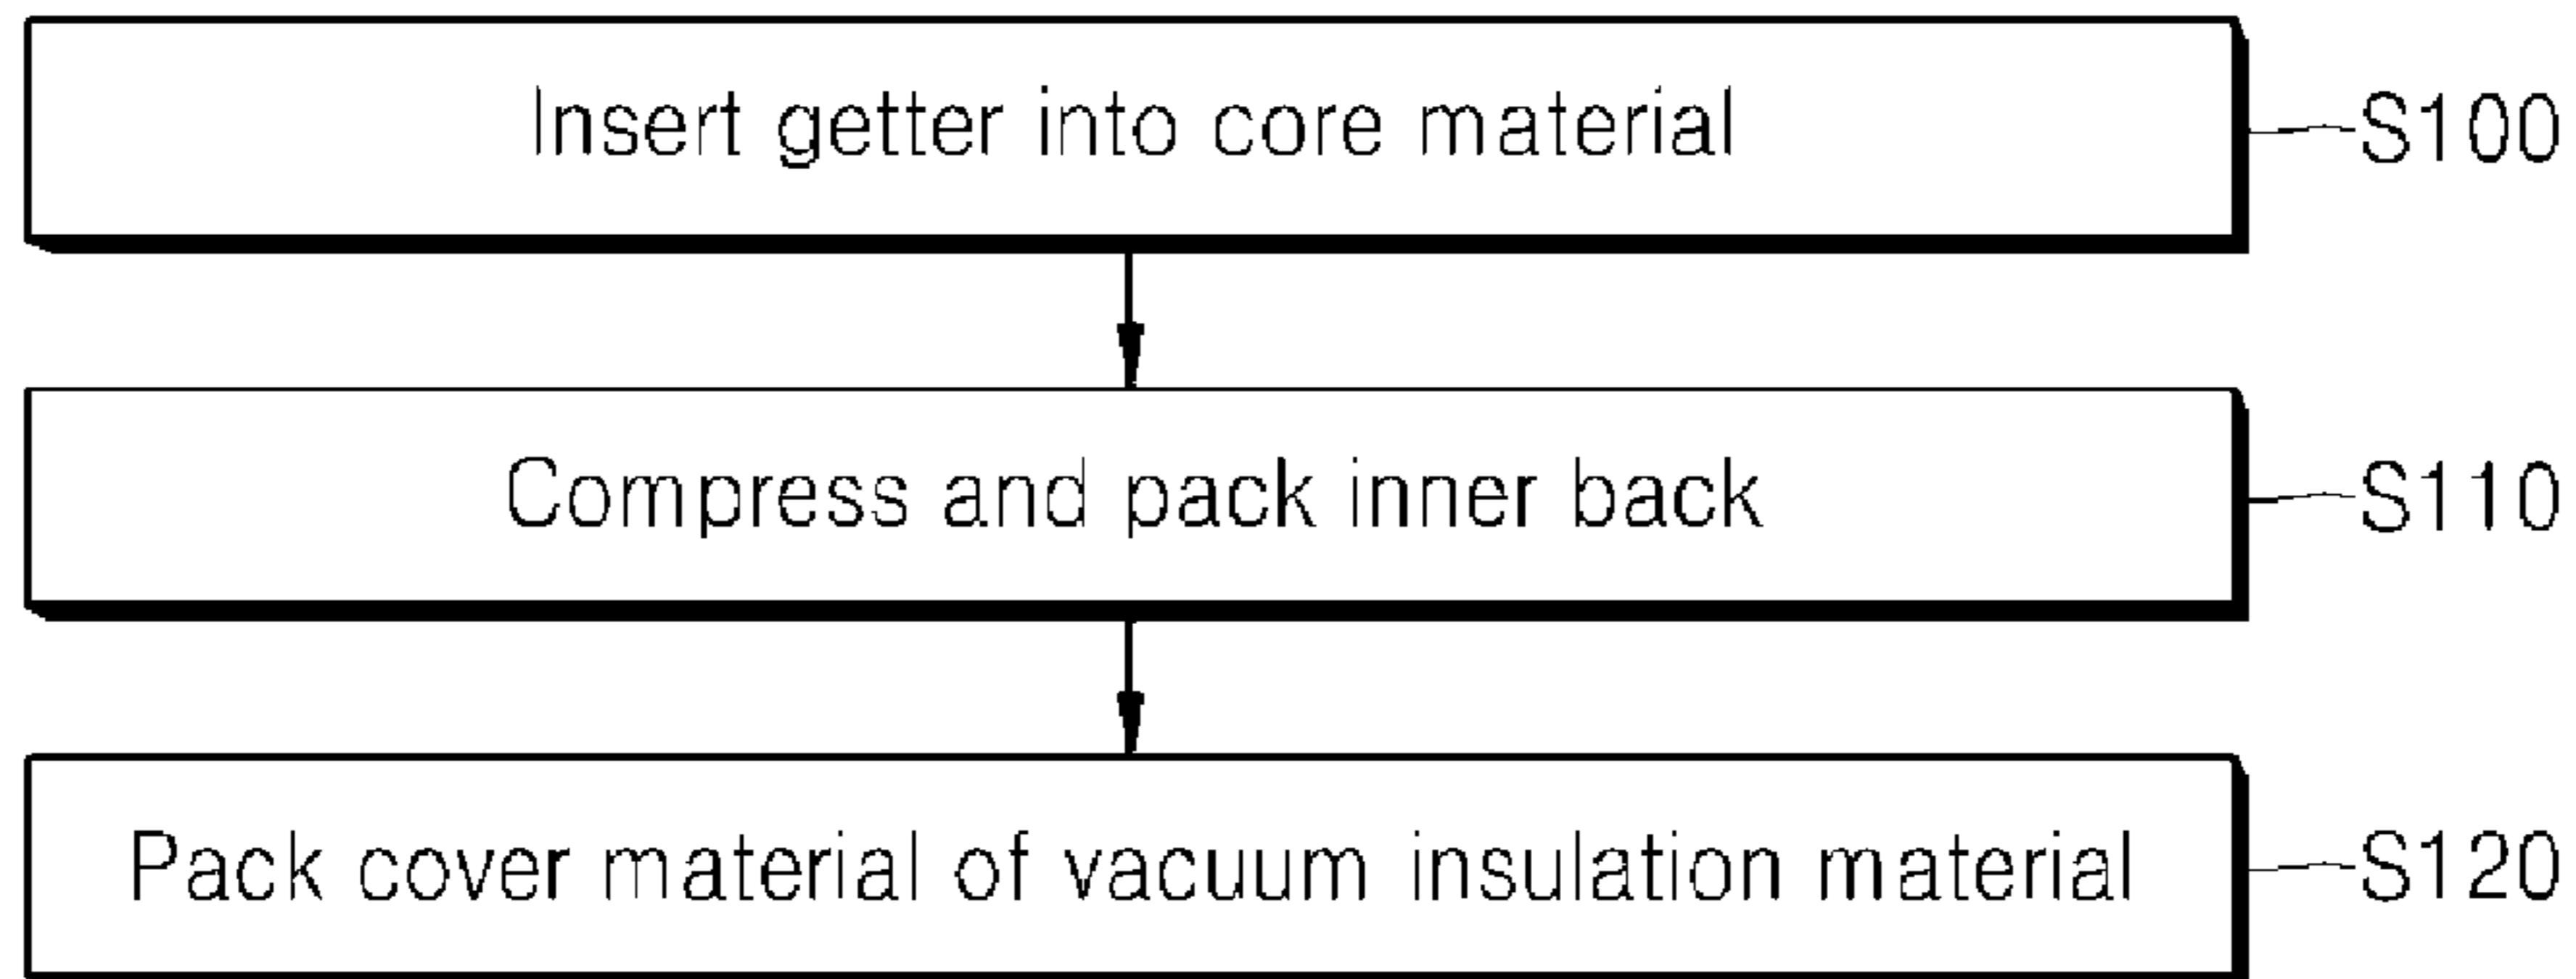 Insert getter into core material S100
Compress and pack inner back S110
Pack cover material of vacuum insulation material S120